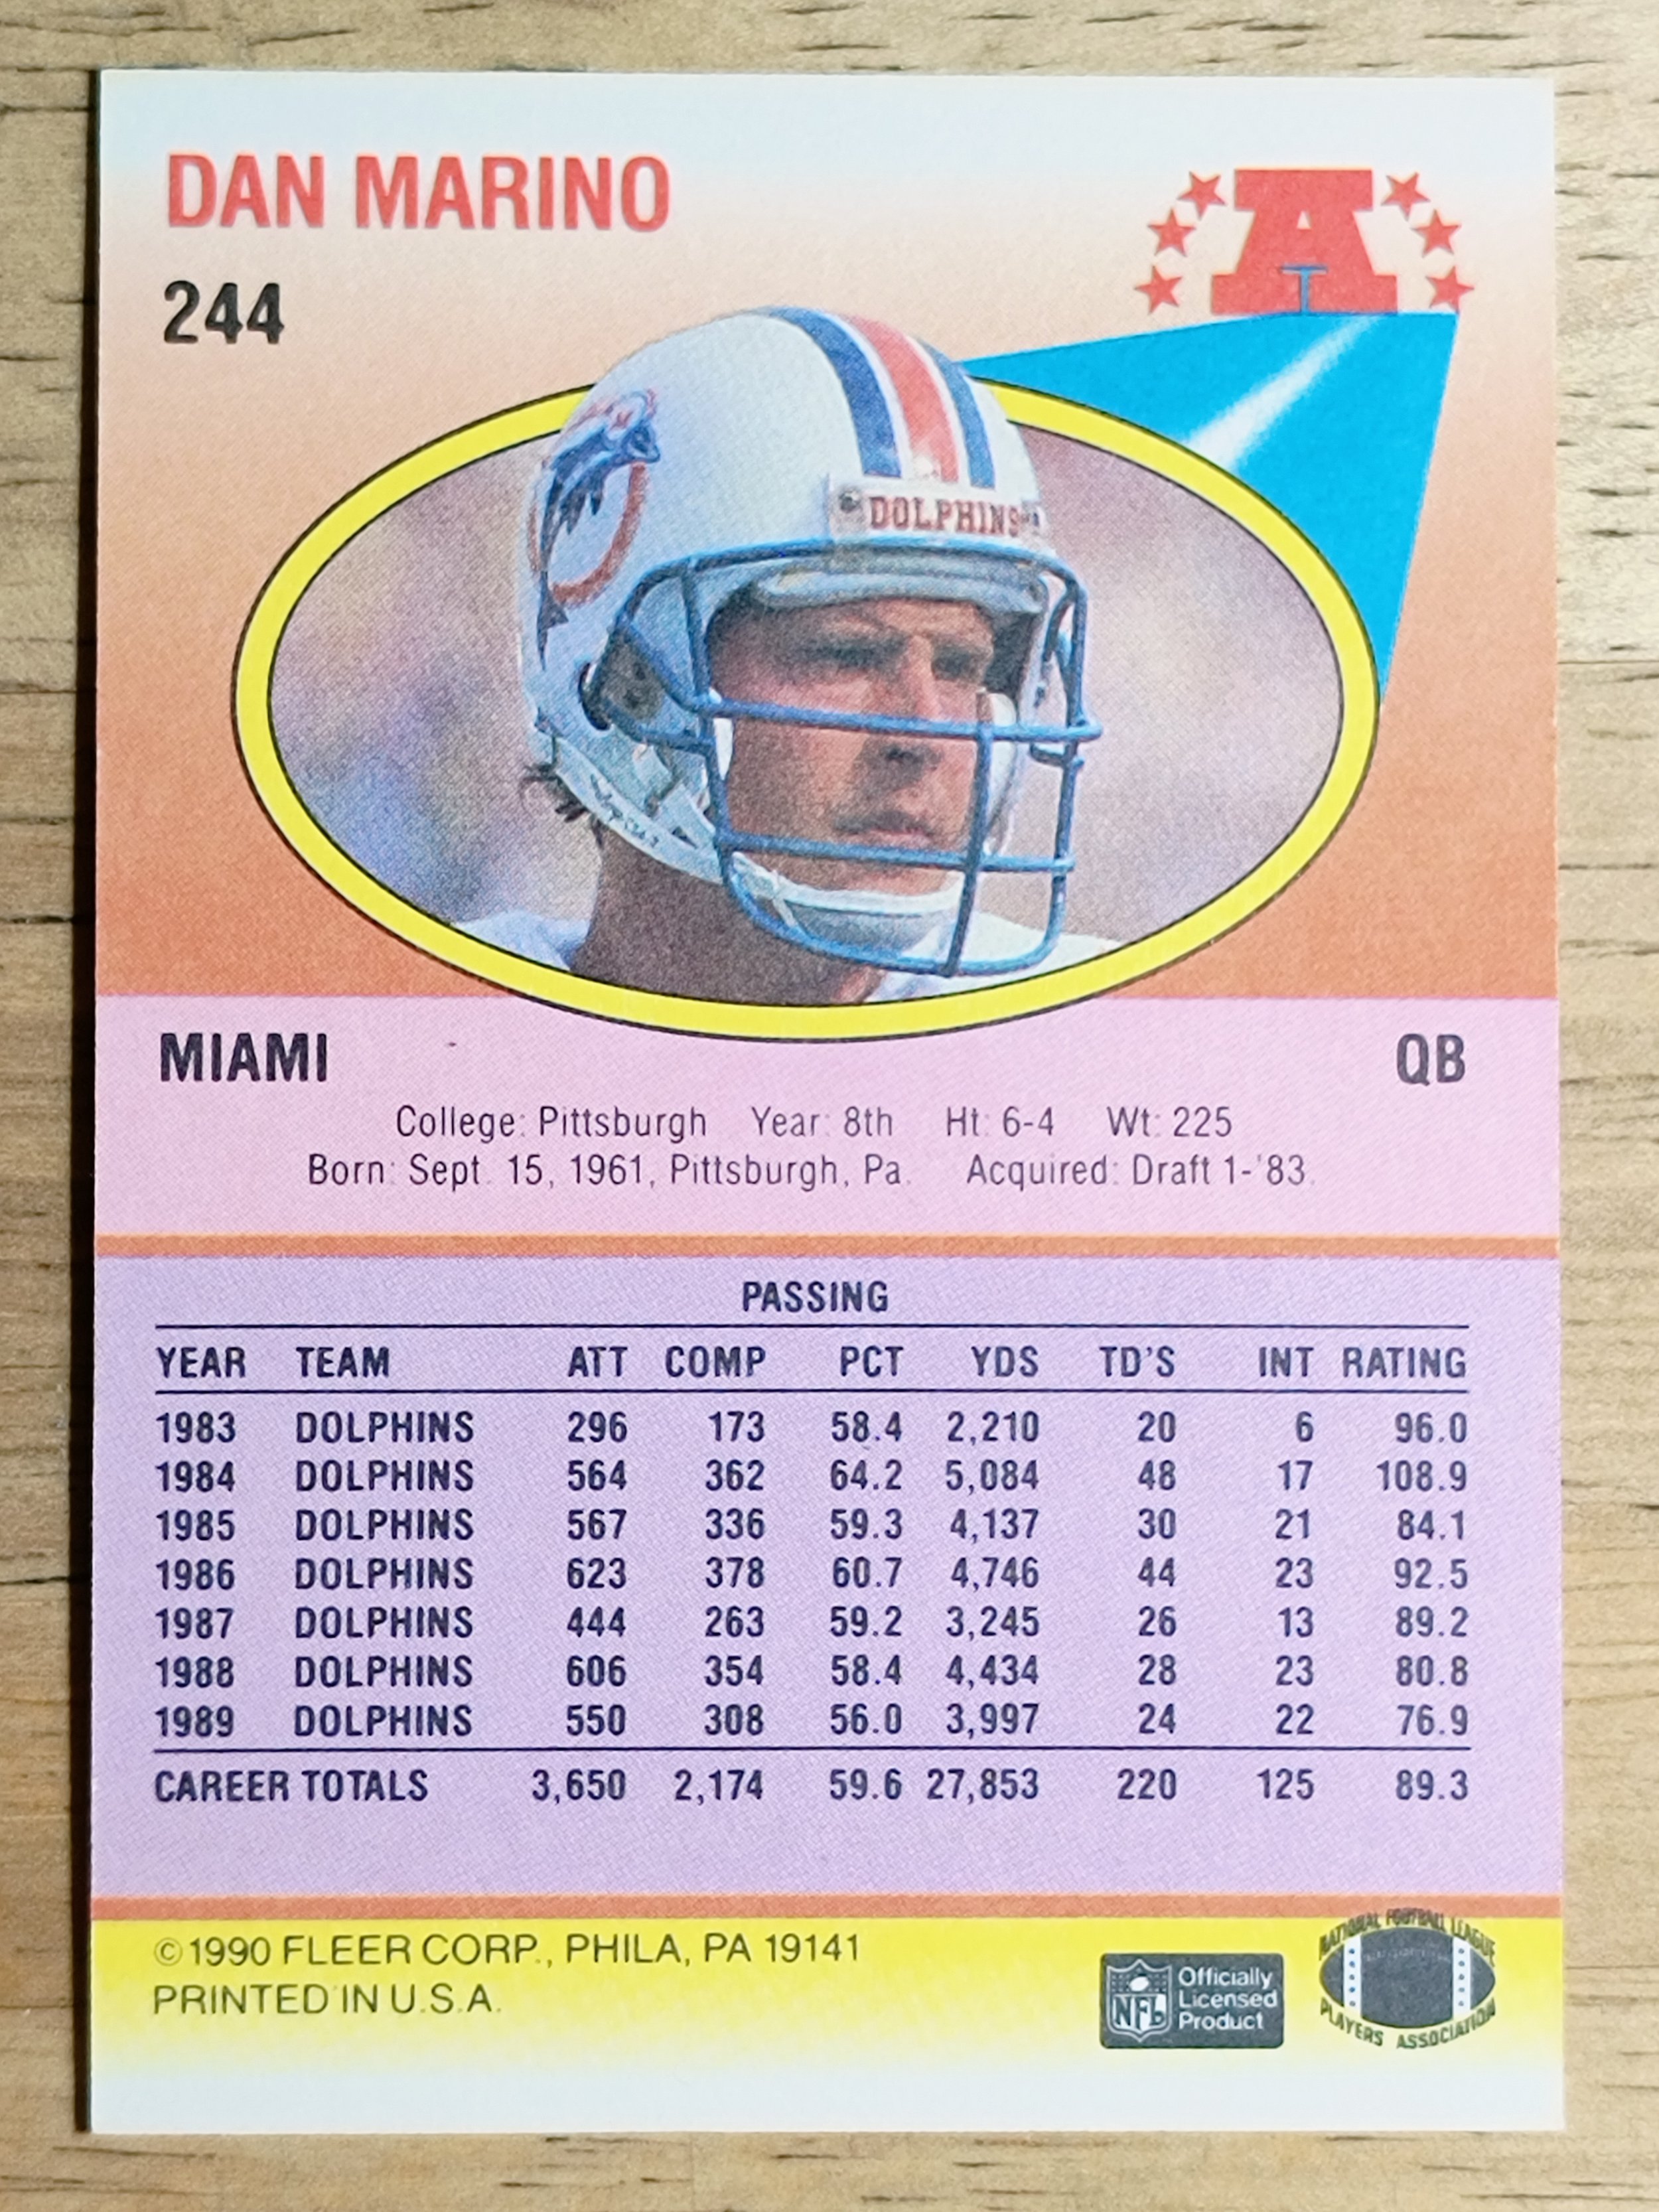 DAN MARINO
244
A
DOLPHINS
MIAMI QB
College: Pittsburgh Year: 8th Ht: 6-4 Wt: 225
Born: Sept. 15, 1961, Pittsburgh, Pa. Acquired: Draft 1-'83.
PASSING
YEAR TEAM ATT COMP PCT YDS TD'S INT RATING
1983 DOLPHINS 296 173 58.4 2,210 20 6 96.0
1984 DOLPHINS 564 362 64.2 5,084 48 17 108.9
1985 DOLPHINS 567 336 59.3 4,137 30 21 84.1
1986 DOLPHINS 623 378 60.7 4,746 44 23 92.5
1987 DOLPHINS 444 263 59.2 3,245 26 13 89.2
1988 DOLPHINS 606 354 58.4 4,434 28 23 80.8
1989 DOLPHINS 550 308 56.0 3,997 24 22 76.9
CAREER TOTALS 3,650 2,174 59.6 27,853 220 125 89.3
© 1990 FLEER CORP., PHILA, PA 19141
PRINTED IN U.S.A.
NFL
Officially
Licensed
Product
NATIONAL FOOTBALL LEAGUE
PLAYERS ASSOCIATION